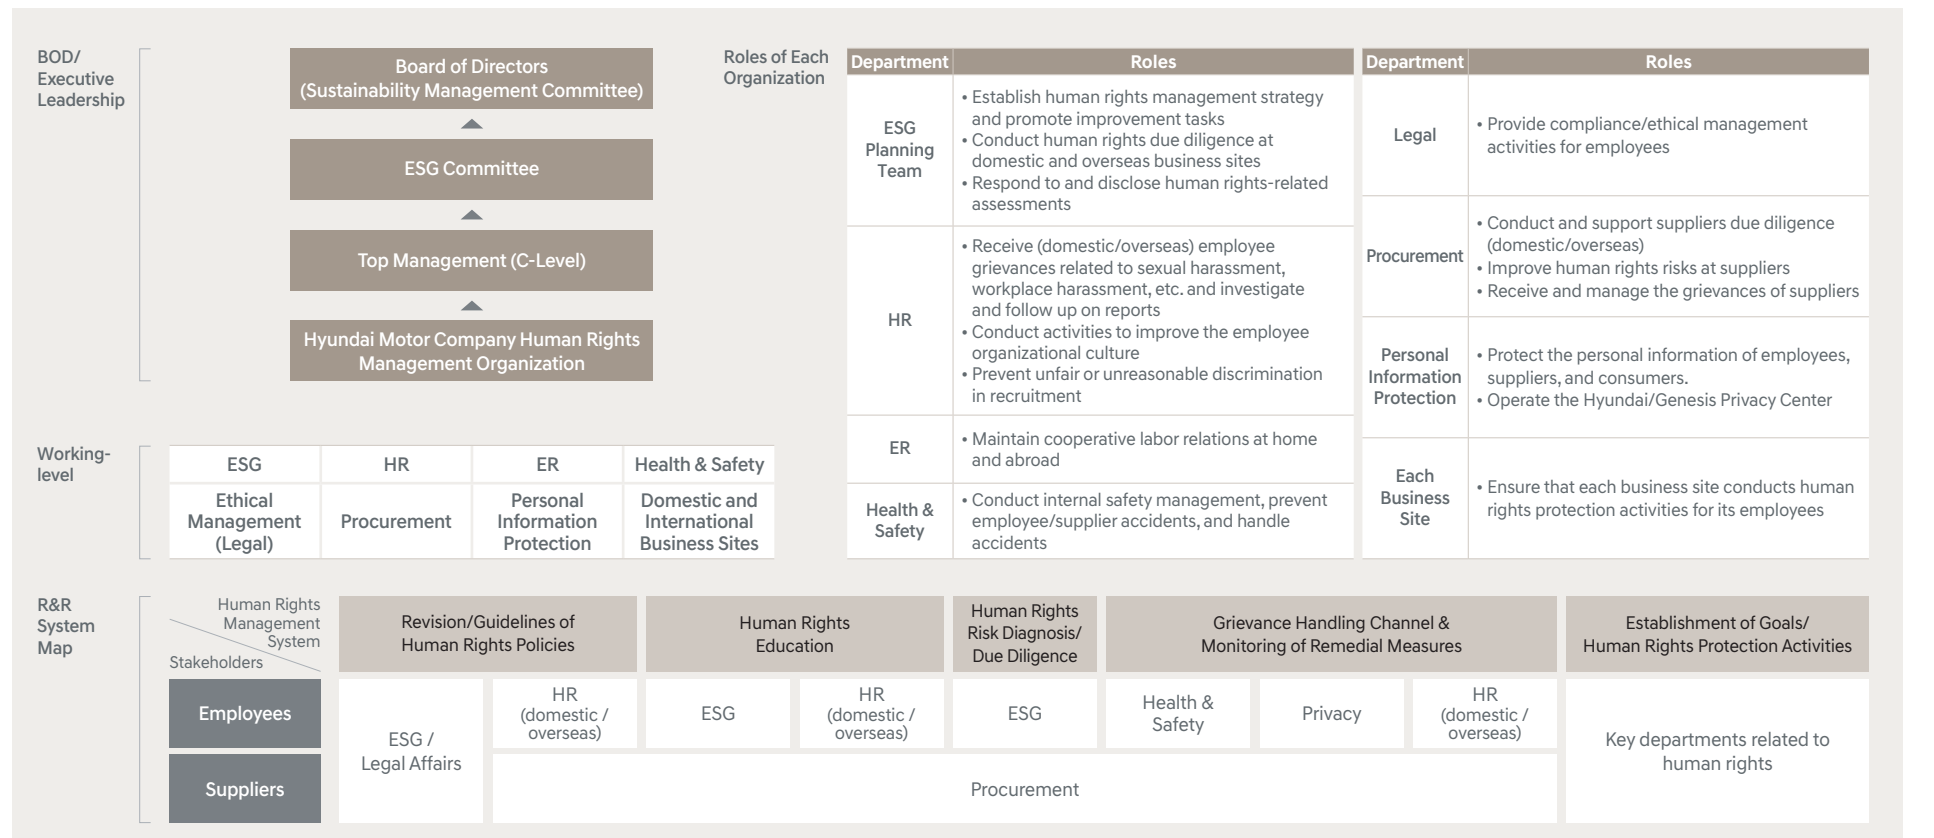 BOD/
Executive
Leadership
Board of Directors
(Sustainability Management Committee)
ESG Committee
Top Management (C-Level)
Hyundai Motor Company Human Rights
Management Organization
Working-
level
ESG
HR
ER
Health & Safety
Ethical
Management
(Legal)
Procurement
Personal
Information
Protection
Domestic and
International
Business Sites
Roles of Each
Organization
Department
Roles
ESG
Planning
Team
• Establish human rights management strategy
and promote improvement tasks
• Conduct human rights due diligence at
domestic and overseas business sites
• Respond to and disclose human rights-related
assessments
HR
• Receive (domestic/overseas) employee
grievances related to sexual harassment,
workplace harassment, etc. and investigate
and follow up on reports
• Conduct activities to improve the employee
organizational culture
• Prevent unfair or unreasonable discrimination
in recruitment
ER
• Maintain cooperative labor relations at home
and abroad
Health &
Safety
• Conduct internal safety management, prevent
employee/supplier accidents, and handle
accidents
Department
Roles
Legal
• Provide compliance/ethical management
activities for employees
Procurement
• Conduct and support suppliers due diligence
(domestic/overseas)
• Improve human rights risks at suppliers
• Receive and manage the grievances of suppliers
Personal
Information
Protection
• Protect the personal information of employees,
suppliers, and consumers.
• Operate the Hyundai/Genesis Privacy Center
Each
Business
Site
• Ensure that each business site conducts human
rights protection activities for its employees
R&R
System
Map
Human Rights
Management
System
Stakeholders
Revision/Guidelines of
Human Rights Policies
Human Rights
Education
Human Rights
Risk Diagnosis/
Due Diligence
Grievance Handling Channel &
Monitoring of Remedial Measures
Establishment of Goals/
Human Rights Protection Activities
Employees
ESG /
Legal Affairs
HR
(domestic /
overseas)
ESG
HR
(domestic /
overseas)
ESG
Health &
Safety
Privacy
HR
(domestic /
overseas)
Key departments related to
human rights
Suppliers
Procurement